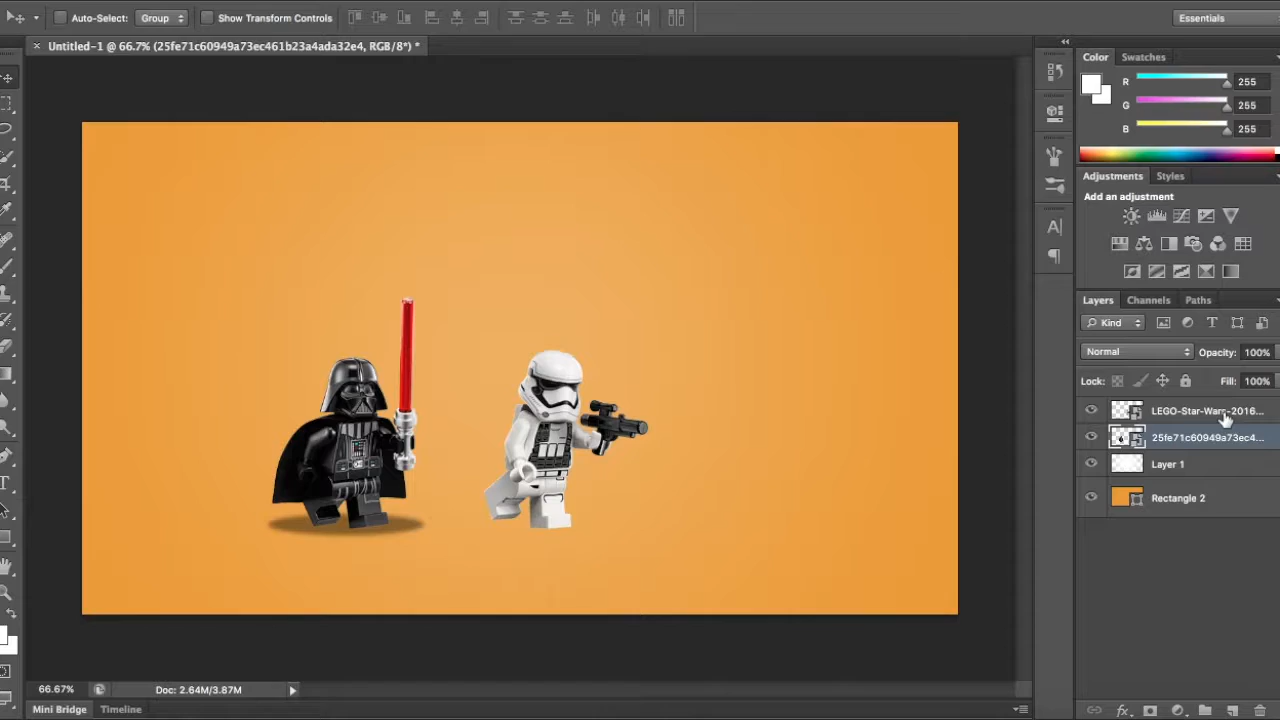 Auto-Select: Group Show Transform Controls Essentials
× Untitled-1 @ 66.7% (25fe71c60949a73ec461b23a4ada32e4, RGB/8*) *
Color Swatches
R 255
G 255
B 255
Adjustments Styles
Add an adjustment
Layers Channels Paths
Kind T
Normal Opacity: 100%
Lock: Fill: 100%
LEGO-Star-Wars-2016...
25fe71c60949a73ec4...
Layer 1
Rectangle 2
66.67% Doc: 2.64M/3.87M
Mini Bridge Timeline
fx